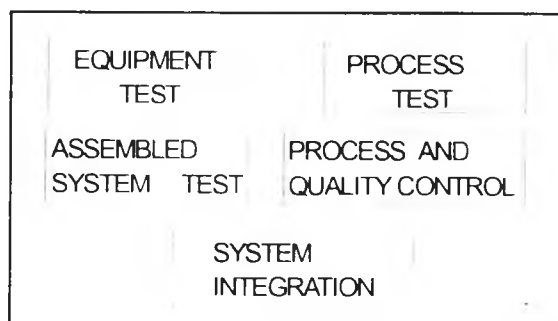 EQUIPMENT
TEST
PROCESS
TEST
ASSEMBLED
SYSTEM TEST
PROCESS AND
QUALITY CONTROL
SYSTEM
INTEGRATION